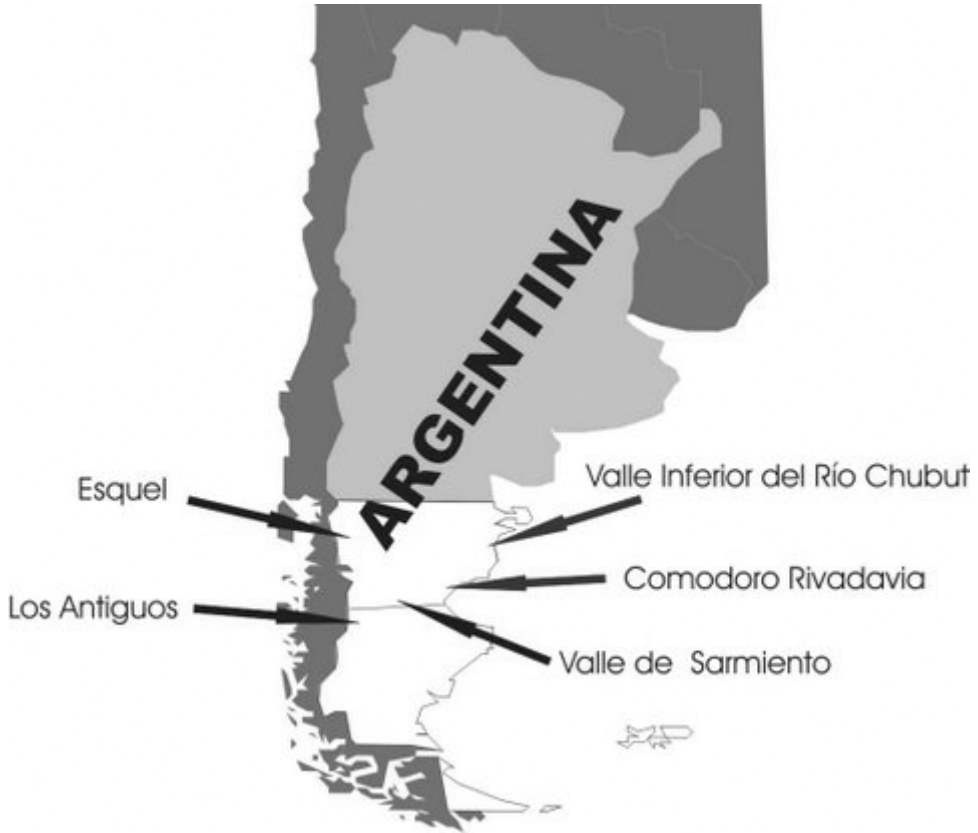 ARGENTINA
Esquel
Valle Inferior del Río Chubut
Comodoro Rivadavia
Los Antiguos
Valle de Sarmiento